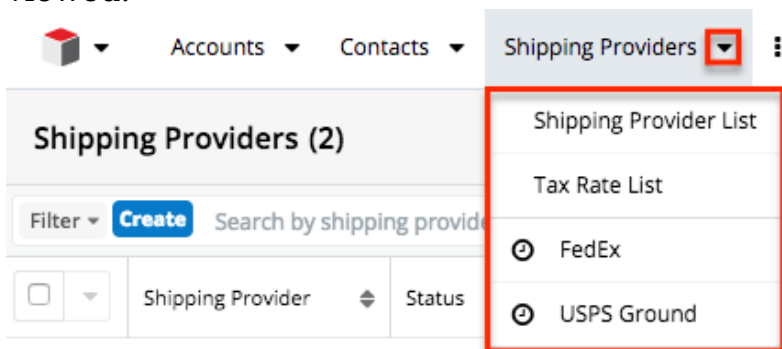 Accounts Contacts Shipping Providers
Shipping Providers (2)
Shipping Provider List
Tax Rate List
Filter Create Search by shipping
FedEx
Shipping Provider Status
USPS Ground